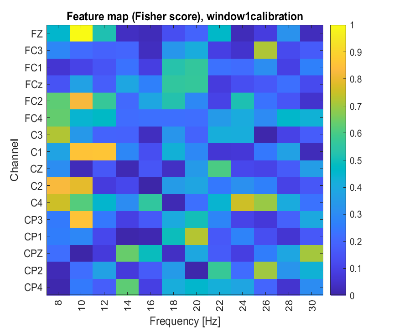 Feature map (Fisher score), window1calibration
FZ
FC3
FC1
FCz
FC2
FC4
C3
C1
CZ
C2
C4
CP3
CP1
CPZ
CP2
CP4
Channel
8 10 12 14 16 18 20 22 24 26 28 30
Frequency [Hz]
1
0.9
0.8
0.7
0.6
0.5
0.4
0.3
0.2
0.1
0